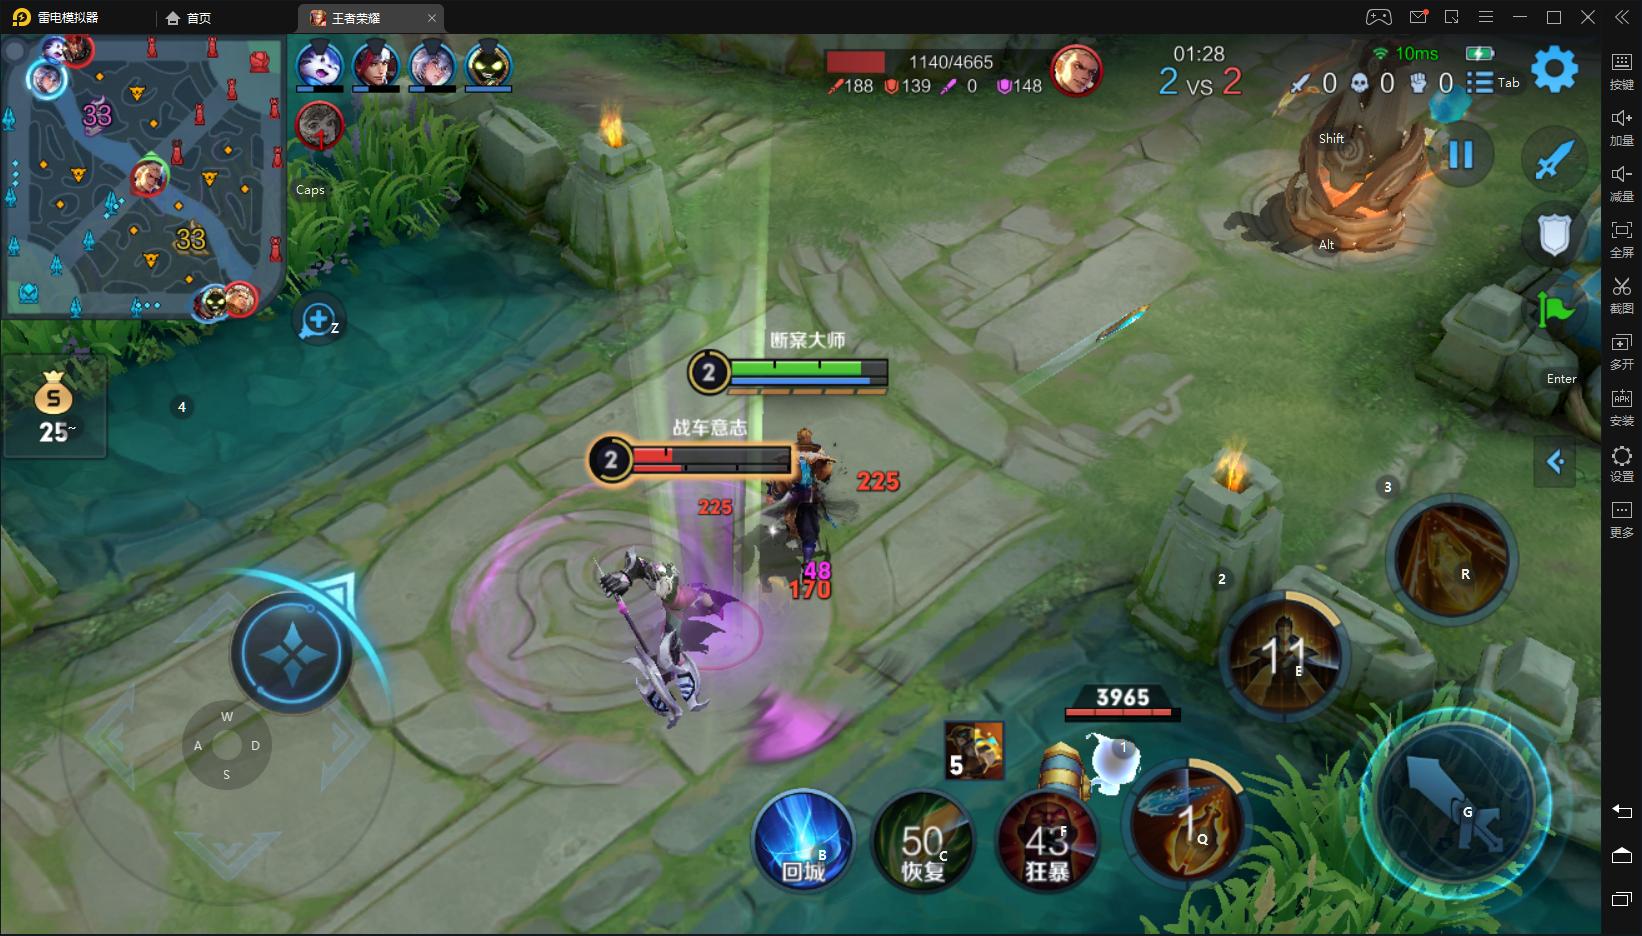 雷电模拟器
首页
王者荣耀
33
33
1
Caps
Z
25~
4
1140/4665
188 139 0 148
01:28
2 VS 2
10ms
0 0 0
Tab
Shift
Alt
Enter
断案大师
2
战车意志
2
225
225
48
170
3
2
R
11
E
3965
1
5
W
A D
S
B
回城
50
C
恢复
43
F
狂暴
1
Q
G
按键
加量
减量
全屏
截图
多开
APK
安装
设置
更多